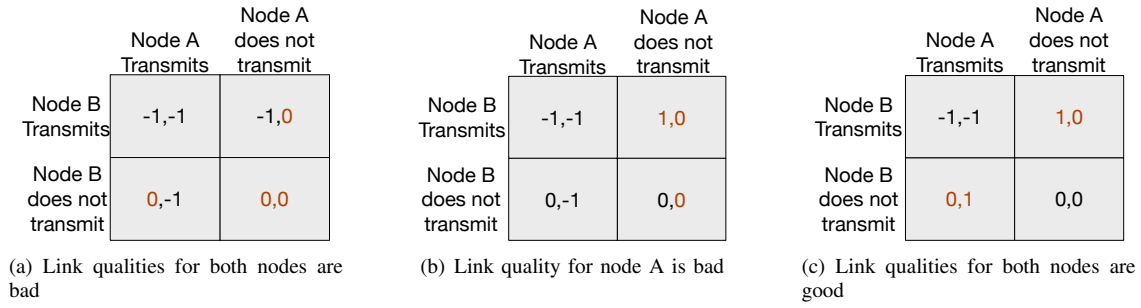 Node A
Transmits
Node A
does not
transmit
Node B
Transmits
-1,-1
-1,0
Node B
does not
transmit
0,-1
0,0
(a) Link qualities for both nodes are
bad
Node A
Transmits
Node A
does not
transmit
Node B
Transmits
-1,-1
1,0
Node B
does not
transmit
0,-1
0,0
(b) Link quality for node A is bad
Node A
Transmits
Node A
does not
transmit
Node B
Transmits
-1,-1
1,0
Node B
does not
transmit
0,1
0,0
(c) Link qualities for both nodes are
good